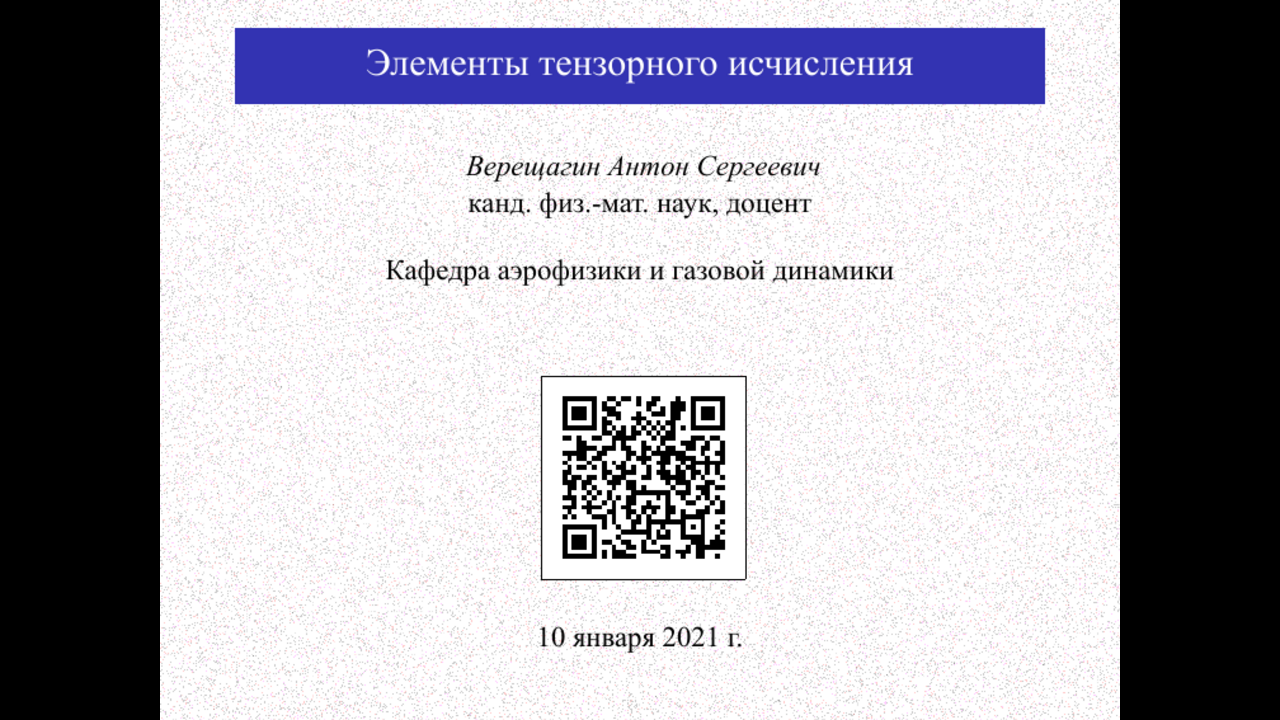 Элементы тензорного исчисления
Верещагин Антон Сергеевич
канд. физ.-мат. наук, доцент
Кафедра аэрофизики и газовой динамики
10 января 2021 г.